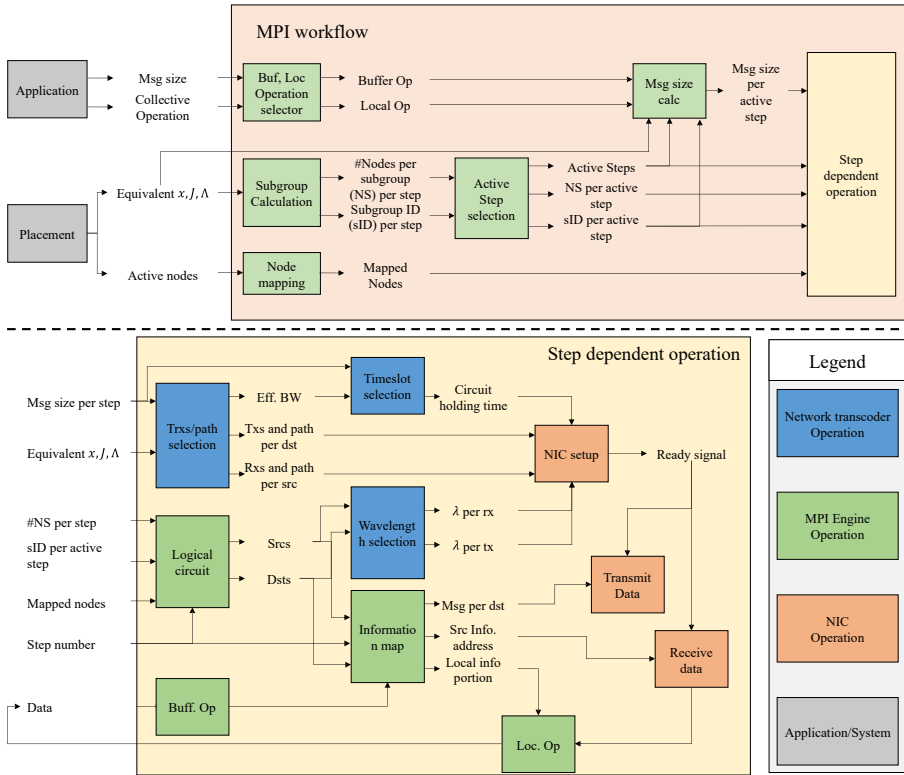 MPI workflow
Application
Msg size
Collective
Operation
Buf, Loc
Operation
selector
Buffer Op
Local Op
Msg size
calc
Msg size
per
active
step
Step
dependent
operation
Placement
Equivalent x, J, Λ
Subgroup
Calculation
#Nodes per
subgroup
(NS) per step
Subgroup ID
(sID) per step
Active
Step
selection
Active Steps
NS per active
step
sID per active
step
Active nodes
Node
mapping
Mapped
Nodes
Step dependent operation
Msg size per step
Equivalent x, J, Λ
#NS per step
sID per active
step
Mapped nodes
Step number
Data
Trxs/path
selection
Eff. BW
Txs and path
per dst
Rxs and path
per src
Timeslot
selection
Circuit
holding time
NIC setup
Ready signal
Logical
circuit
Srcs
Dsts
Wavelengt
h selection
λ per rx
λ per tx
Informatio
n map
Msg per dst
Src Info.
address
Local info
portion
Transmit
Data
Receive
data
Buff. Op
Loc. Op
Legend
Network transcoder
Operation
MPI Engine
Operation
NIC
Operation
Application/System